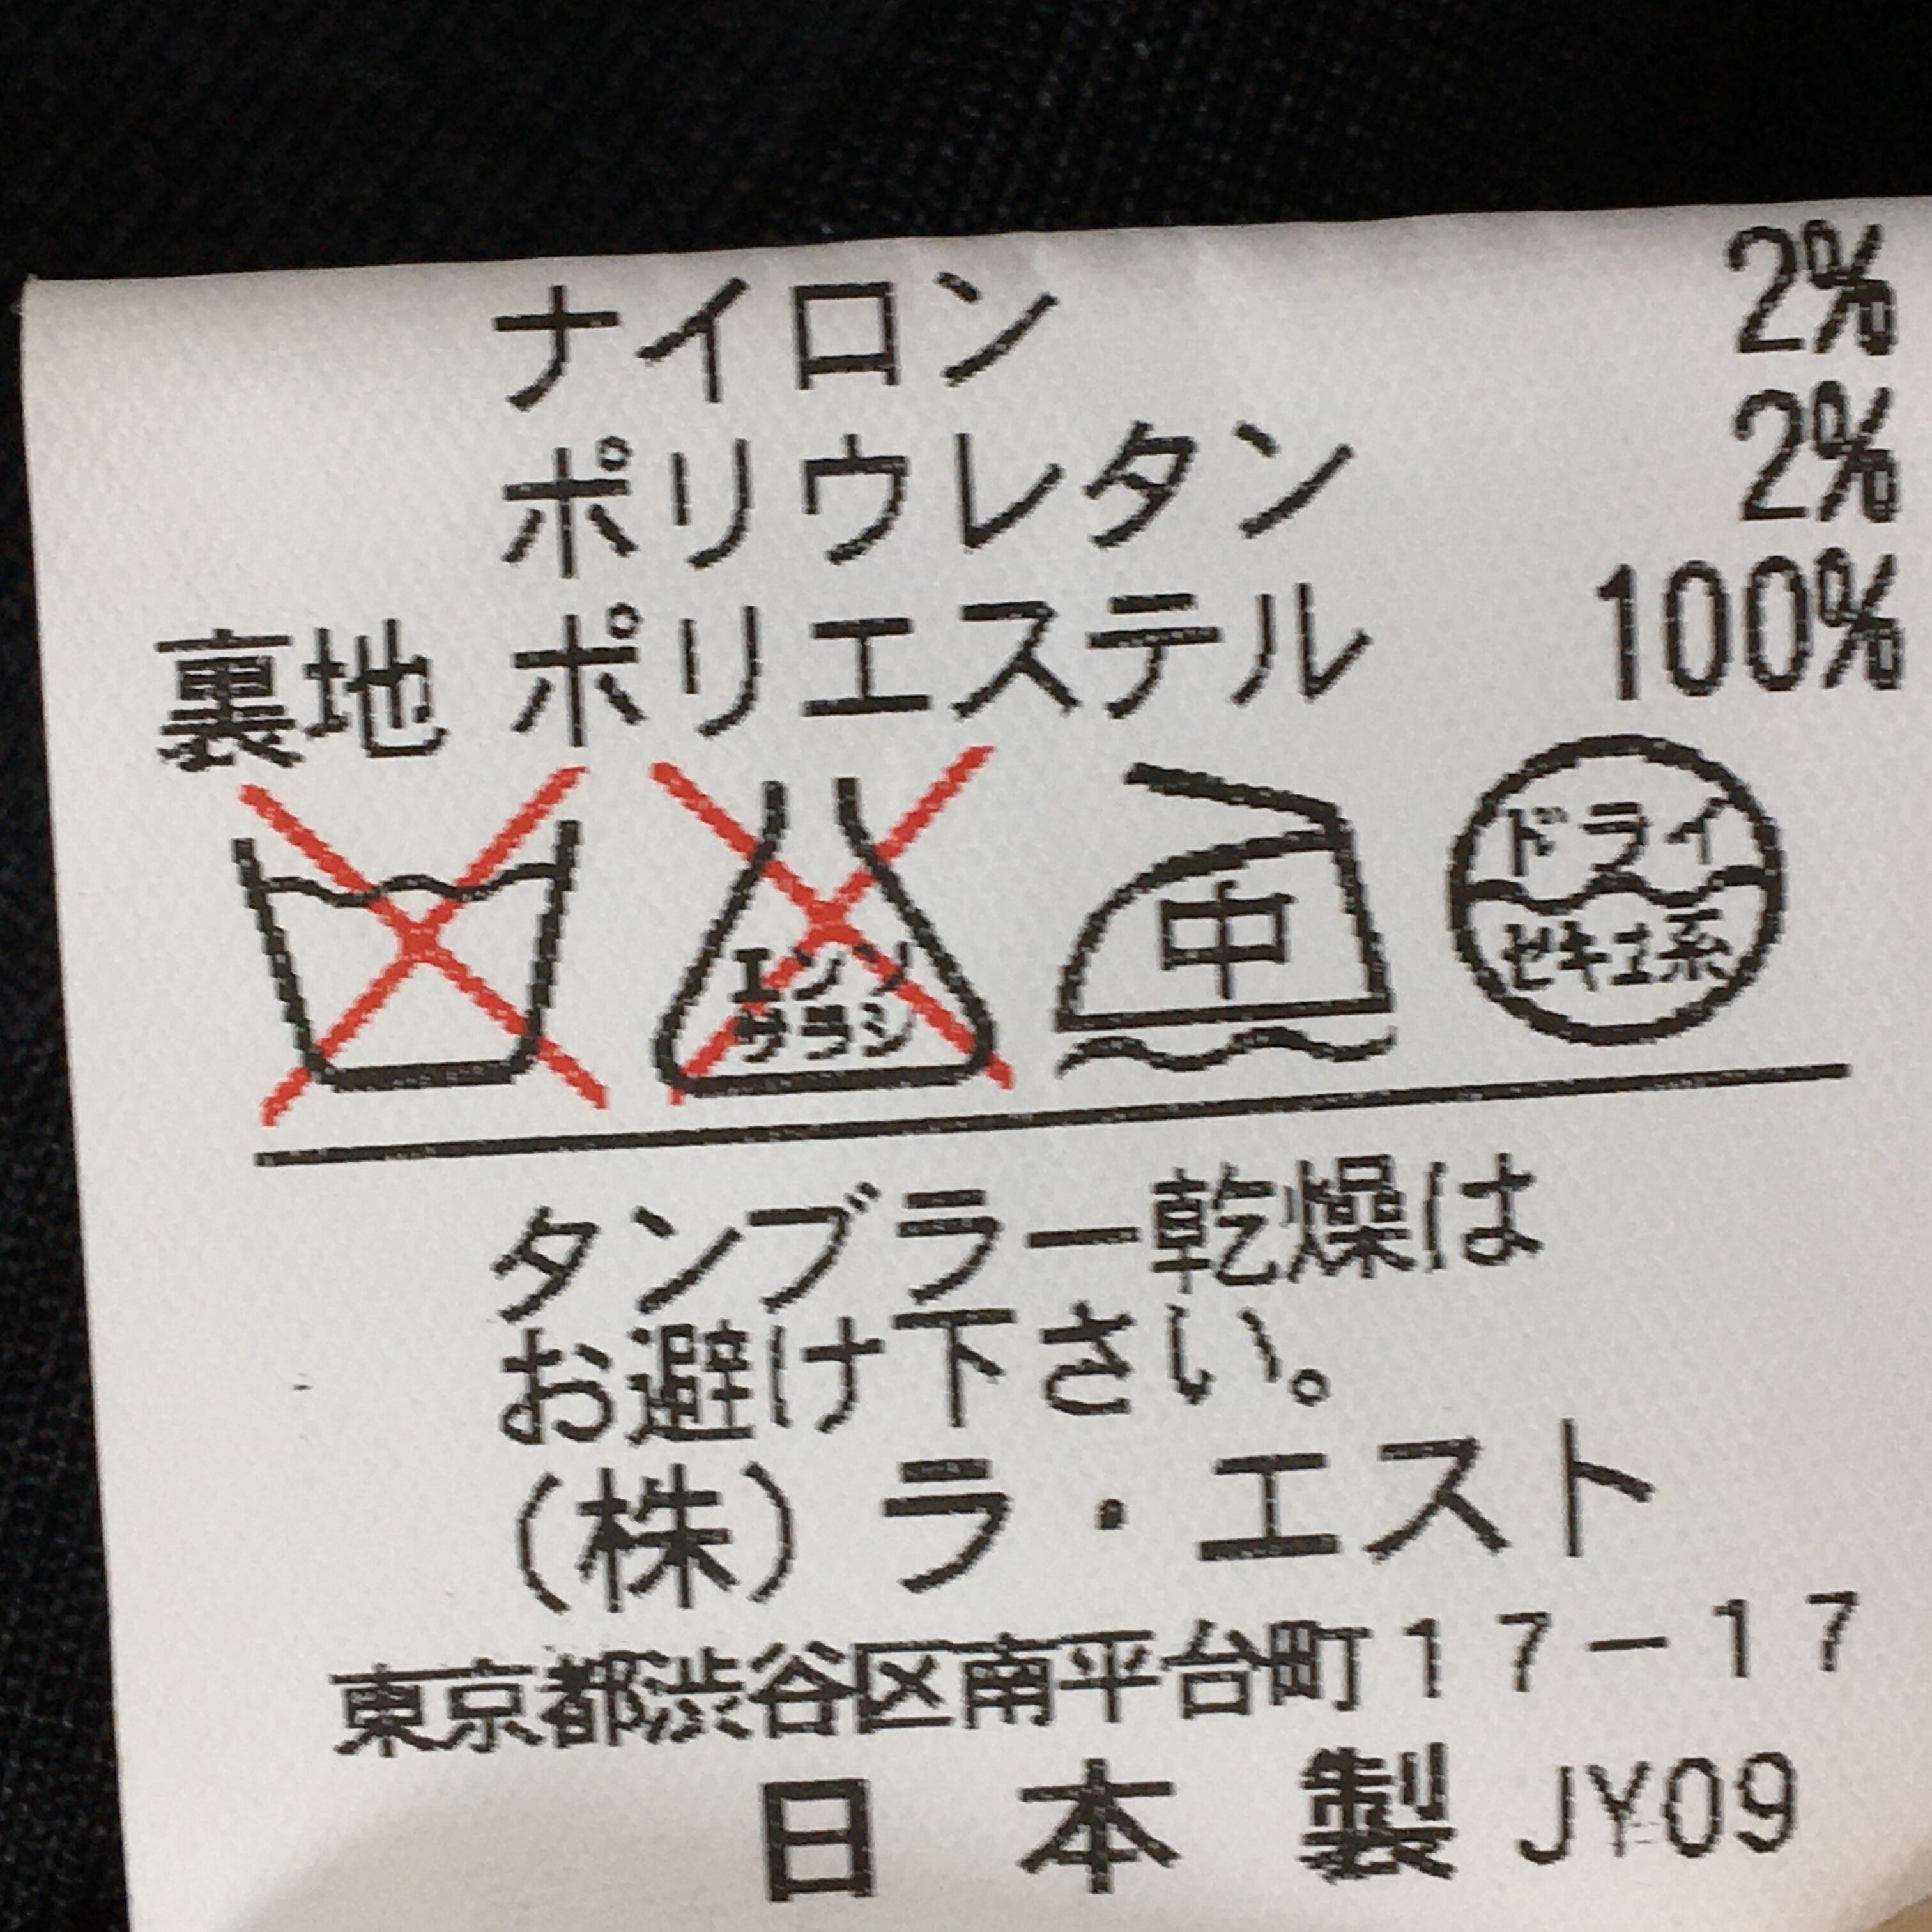 ナイロン 2%
ポリウレタン 2%
裏地 ポリエステル 100%
エンソ
サラシ
中
ドライ
セキユ系
タンブラー乾燥は
お避け下さい。
(株)ラ・エスト
東京都渋谷区南平台町17-17
日本製 JY09